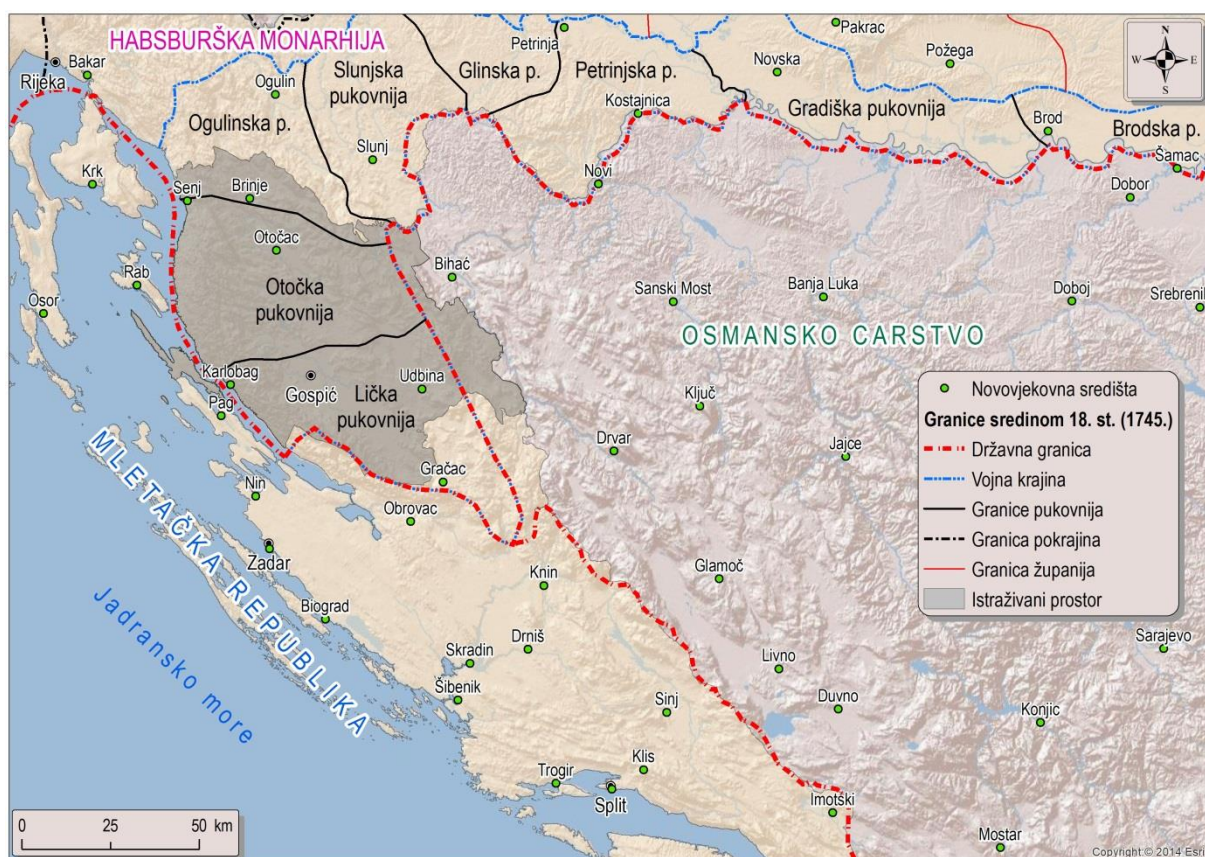 HABSBURŠKA MONARHIJA
Rijeka
Bakar
Ogulin
Slunjska
pukovnija
Glinska p.
Petrinja
Petrinjska p.
Novska
Pakrac
Požega
N
W
E
S
Ogulinska p.
Slunj
Kostajnica
Gradiška pukovnija
Brod
Brodska p.
Šamac
Krk
Senj
Brinje
Novi
Dobor
Otočac
Rab
Osor
Bihać
Sanski Most
Banja Luka
Doboj
Srebrenik
Otočka
pukovnija
OSMANSKO CARSTVO
Karlobag
Gospić
Udbina
Lička
pukovnija
Pag
Ključ
Drvar
Jajce
Gračac
Nin
Obrovac
MLETAČKA REPUBLIKA
Zadar
Knin
Glamoč
Jadransko more
Biograd
Drniš
Skradin
Šibenik
Livno
Sarajevo
Sinj
Duvno
Konjic
Klis
Trogir
Split
Imotški
Mostar
Novovjekovna središta
Granice sredinom 18. st. (1745.)
Državna granica
Vojna krajina
Granice pukovnija
Granica pokrajina
Granica županija
Istraživani prostor
0 25 50 km
Copyright:© 2014 Esri